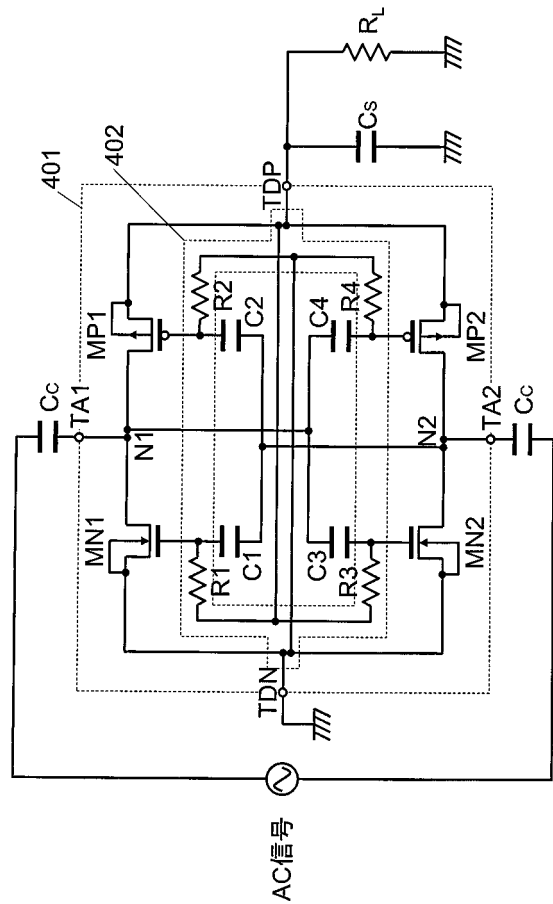 401
402
MP1
MP2
MN1
MN2
R1
R2
R3
R4
C1
C2
C3
C4
N1
N2
TA1
TA2
TDN
TDP
CC
CC
CS
RL
AC信号